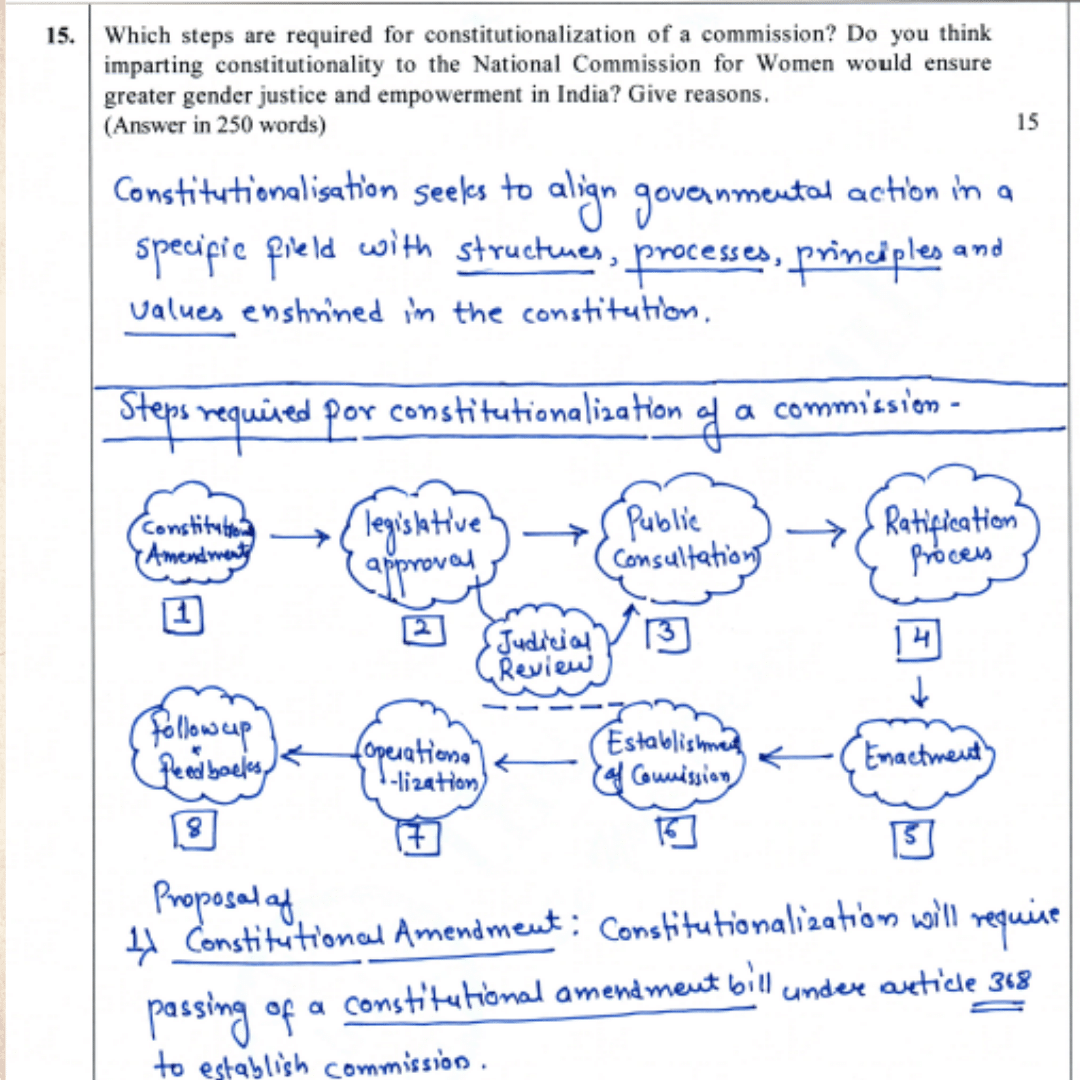 15. Which steps are required for constitutionalization of a commission? Do you think
imparting constitutionality to the National Commission for Women would ensure
greater gender justice and empowerment in India? Give reasons.
(Answer in 250 words) 15
Constitutionalisation seeks to align governmental action in a
specific field with structures, processes, principles and
values enshrined in the constitution.
Steps required for constitutionalization of a commission -
Constitutional
Amendment
1
legislative
approval
2
Judicial
Review
Public
Consultation
3
Ratification
Process
4
Enactment
5
Establishment
of Commission
6
Operationa
-lization
7
Followup
&
Feedbacks
8
Proposal of
1) Constitutional Amendment : Constitutionalization will require
passing of a constitutional amendment bill under article 368
to establish commission.